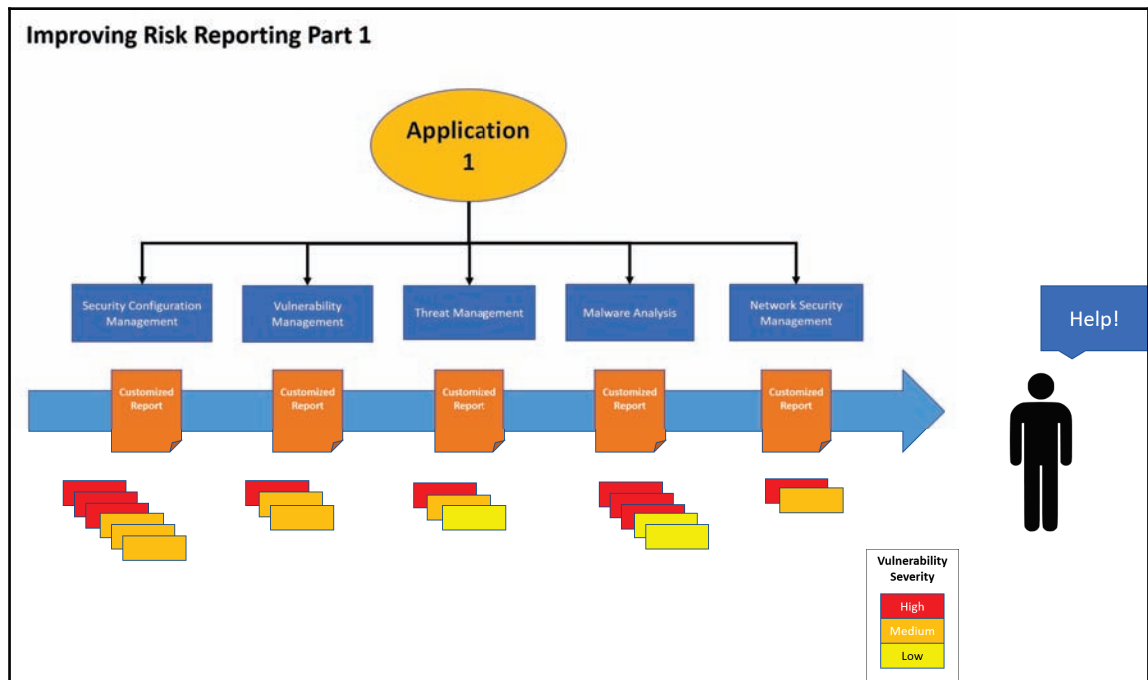 Improving Risk Reporting Part 1
Application
1
Security Configuration
Management
Vulnerability
Management
Threat Management
Malware Analysis
Network Security
Management
Help!
Customized
Report
Customized
Report
Customized
Report
Customized
Report
Customized
Report
Vulnerability
Severity
High
Medium
Low